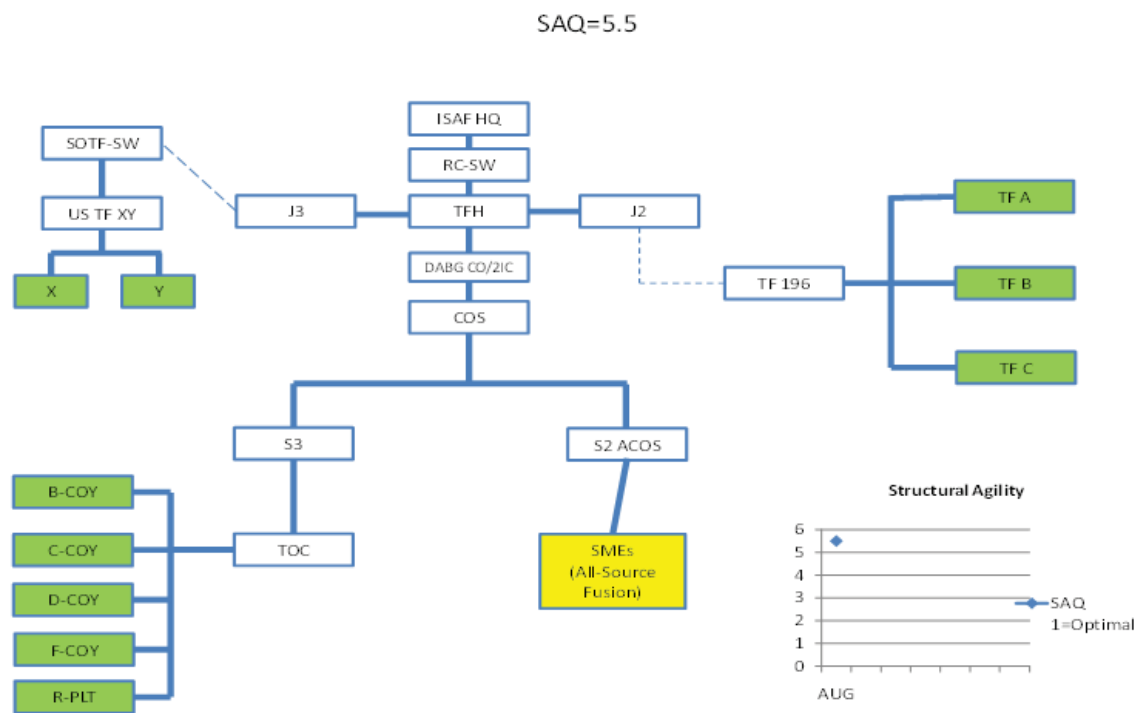 SAQ=5.5
ISAF HQ
SOTF-SW
RC-SW
US TF XY
J3
TFH
J2
TF A
X
Y
DABG CO/2IC
TF 196
TF B
COS
TF C
S3
S2 ACOS
B-COY
C-COY
D-COY
F-COY
R-PLT
TOC
SMEs
(All-Source
Fusion)
Structural Agility
6
5
4
3
2
1
0
AUG
SAQ
1=Optimal